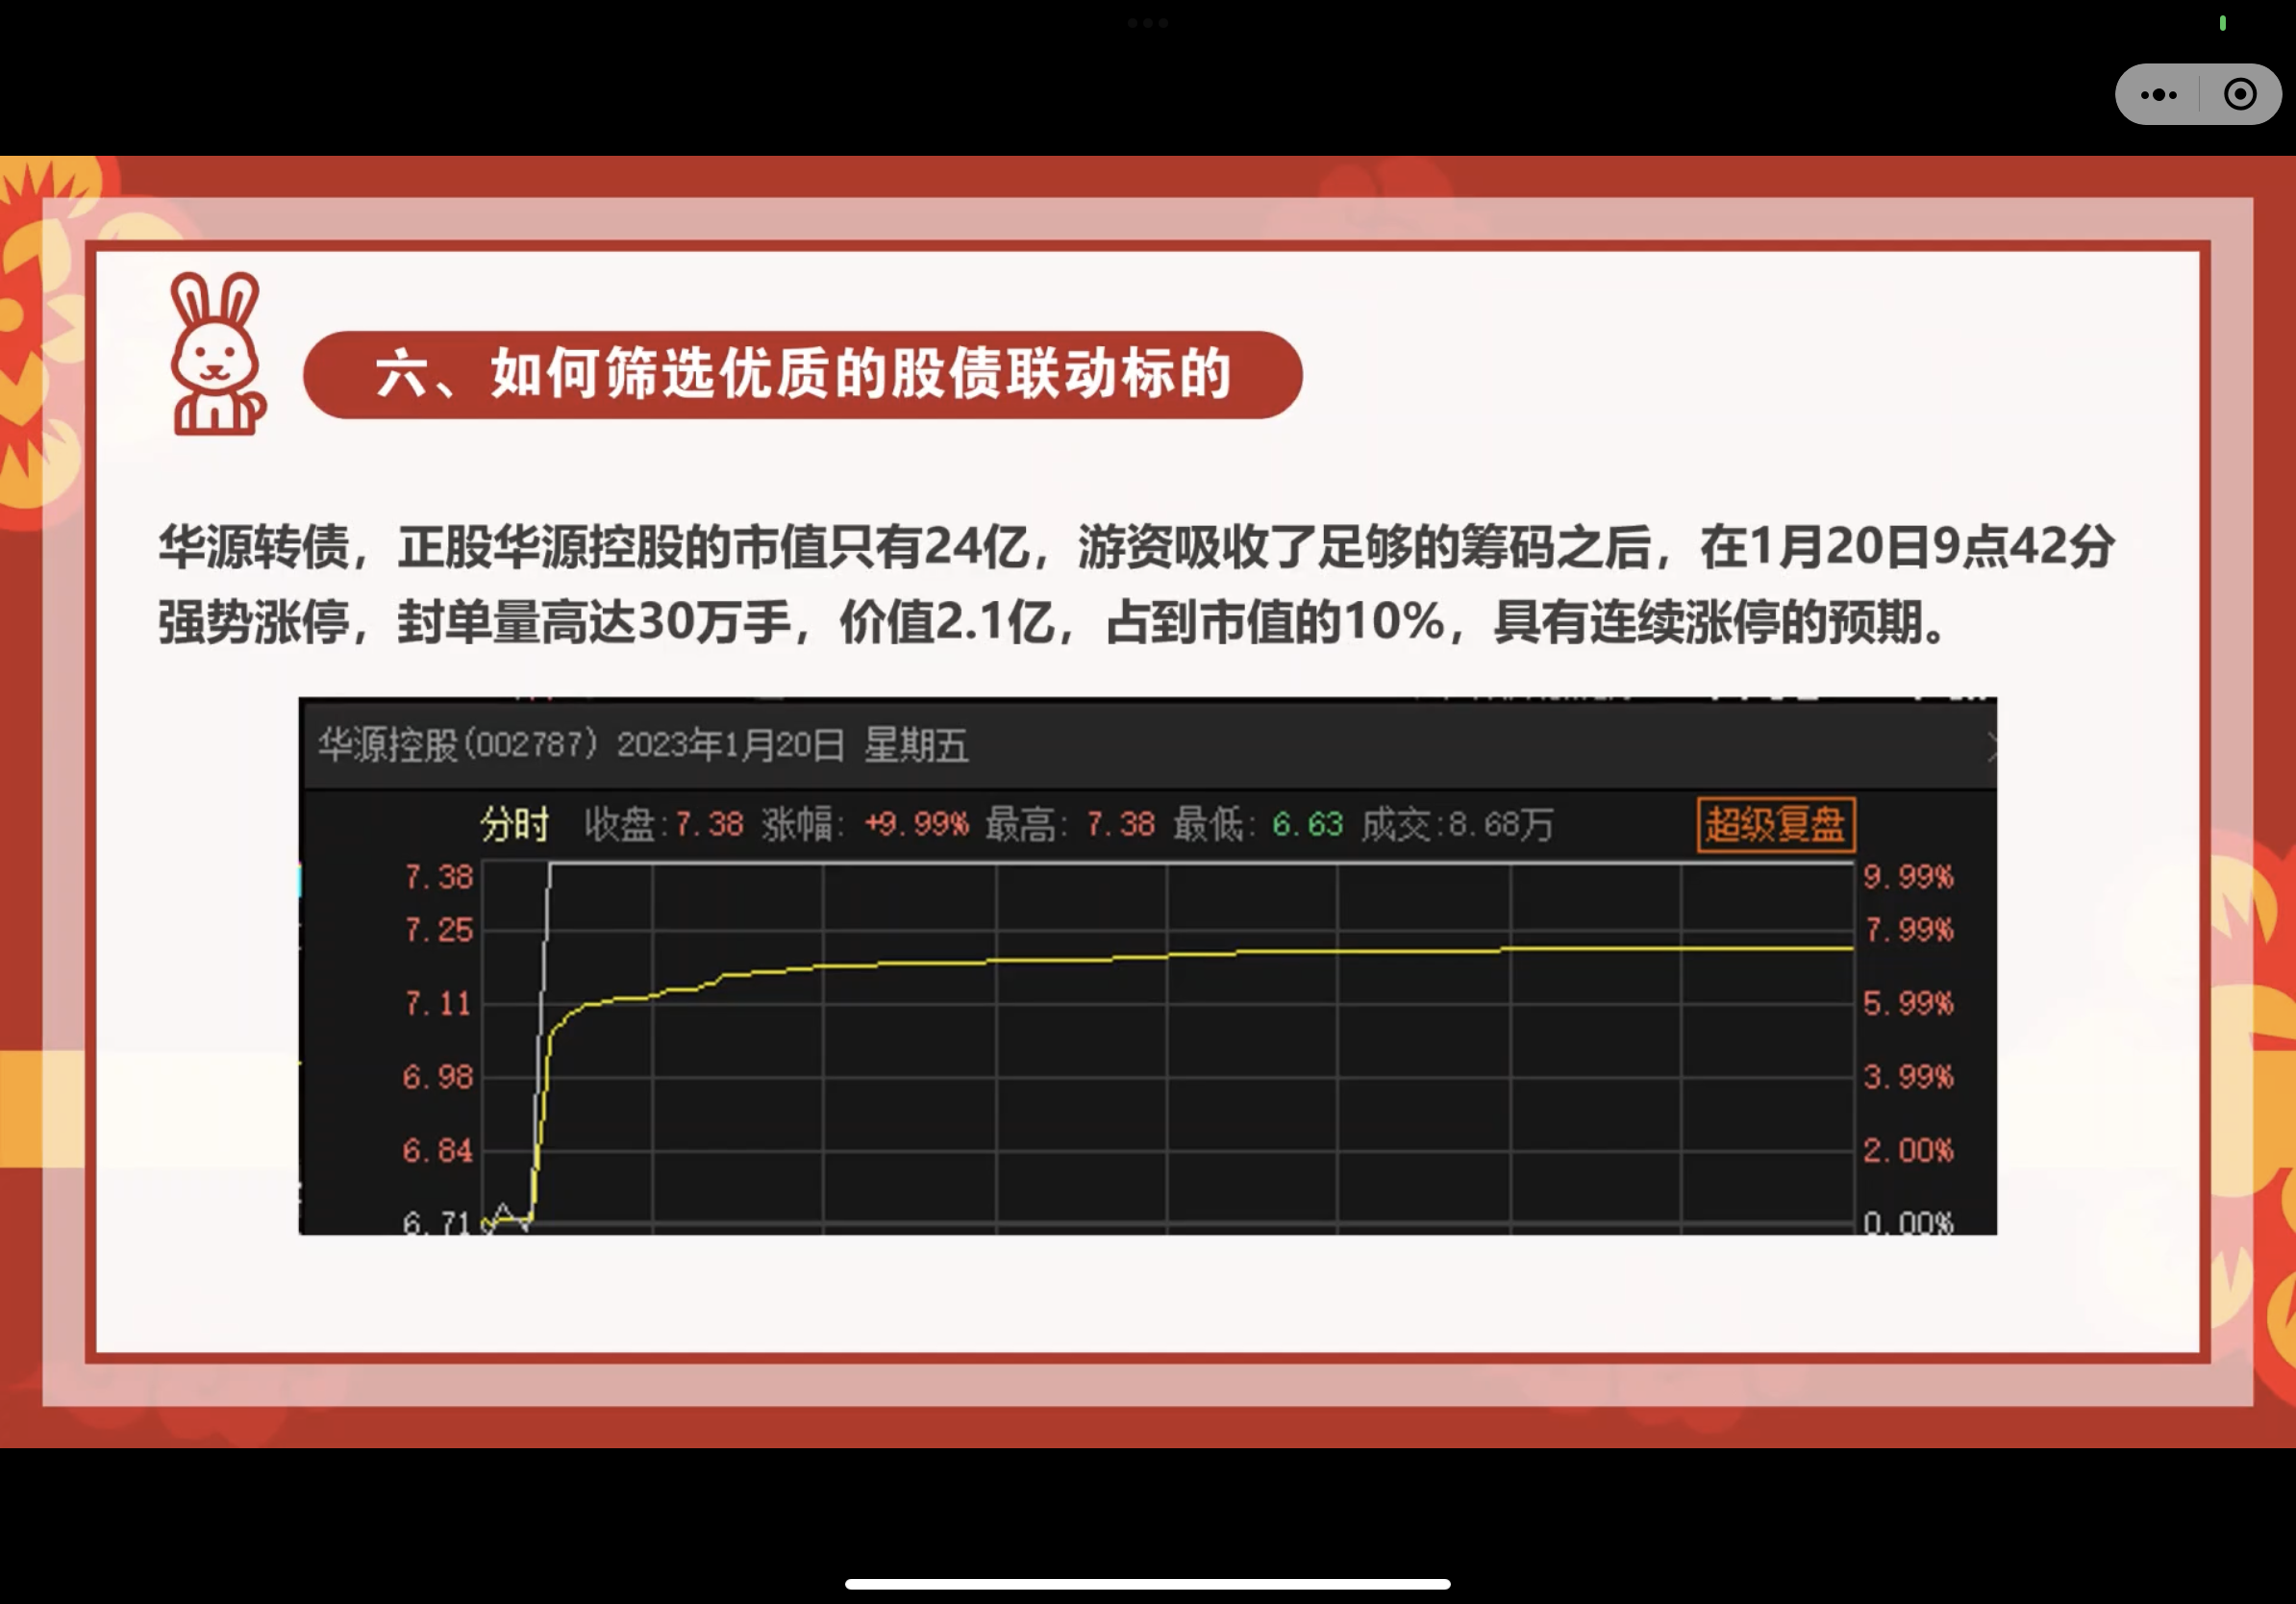 六、如何筛选优质的股债联动标的
华源转债，正股华源控股的市值只有24亿，游资吸收了足够的筹码之后，在1月20日9点42分
强势涨停，封单量高达30万手，价值2.1亿，占到市值的10%，具有连续涨停的预期。
华源控股(002787) 2023年1月20日 星期五
分时 收盘:7.38 涨幅: +9.99% 最高: 7.38 最低: 6.63 成交:8.68万 超级复盘
7.38 9.99%
7.25 7.99%
7.11 5.99%
6.98 3.99%
6.84 2.00%
6.71 0.00%